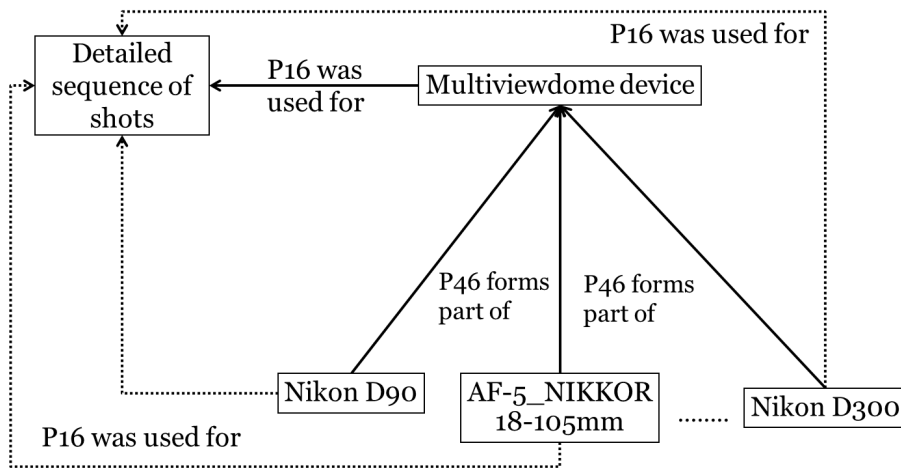 P16 was used for
Detailed
sequence of
shots
P16 was
used for
Multiviewdome device
P46 forms
part of
P46 forms
part of
Nikon D90
AF-5_NIKKOR
18-105mm
........
Nikon D300
P16 was used for